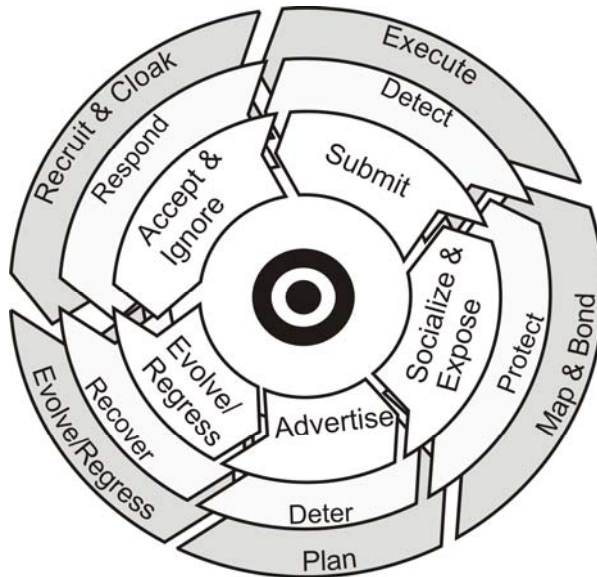 Execute
Detect
Submit
Recruit & Cloak
Respond
Accept &
Ignore
Socialize &
Expose
Protect
Map & Bond
Evolve/
Regress
Recover
Evolve/Regress
Advertise
Deter
Plan